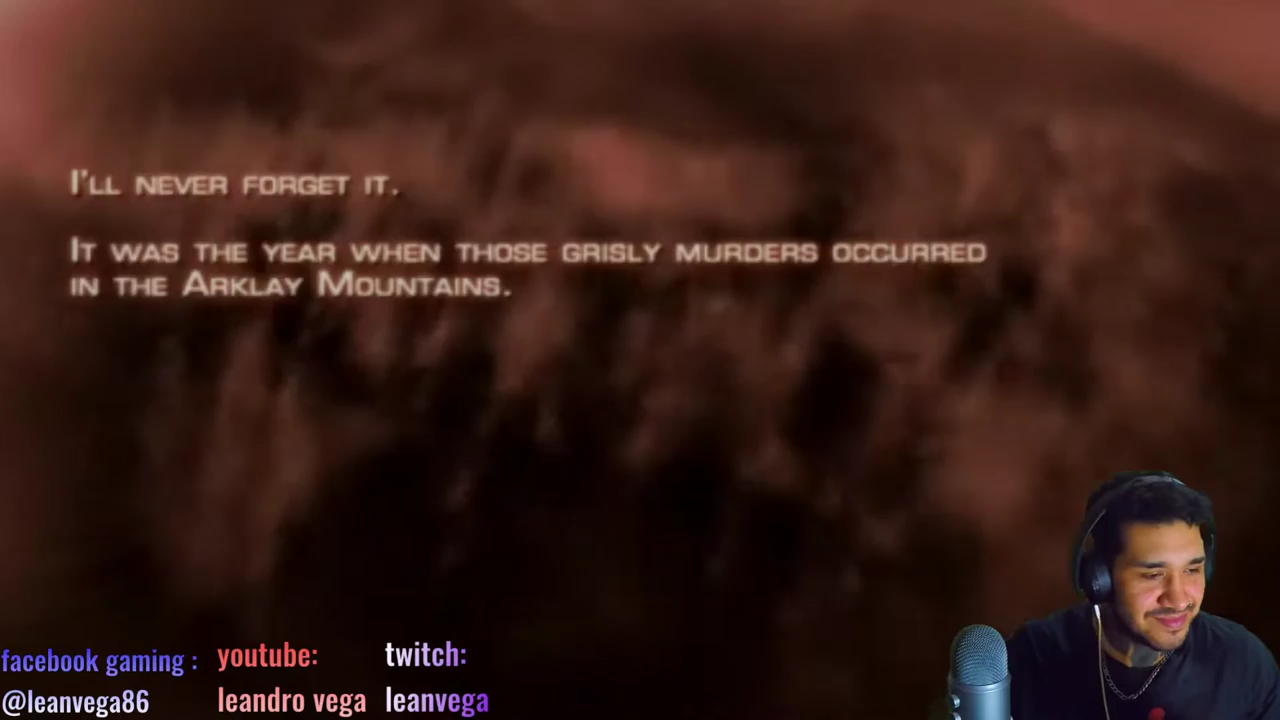 I'll never forget it.
It was the year when those grisly murders occurred
in the Arklay Mountains.
facebook gaming :
@leanvega86
youtube:
leandro vega
twitch:
leanvega